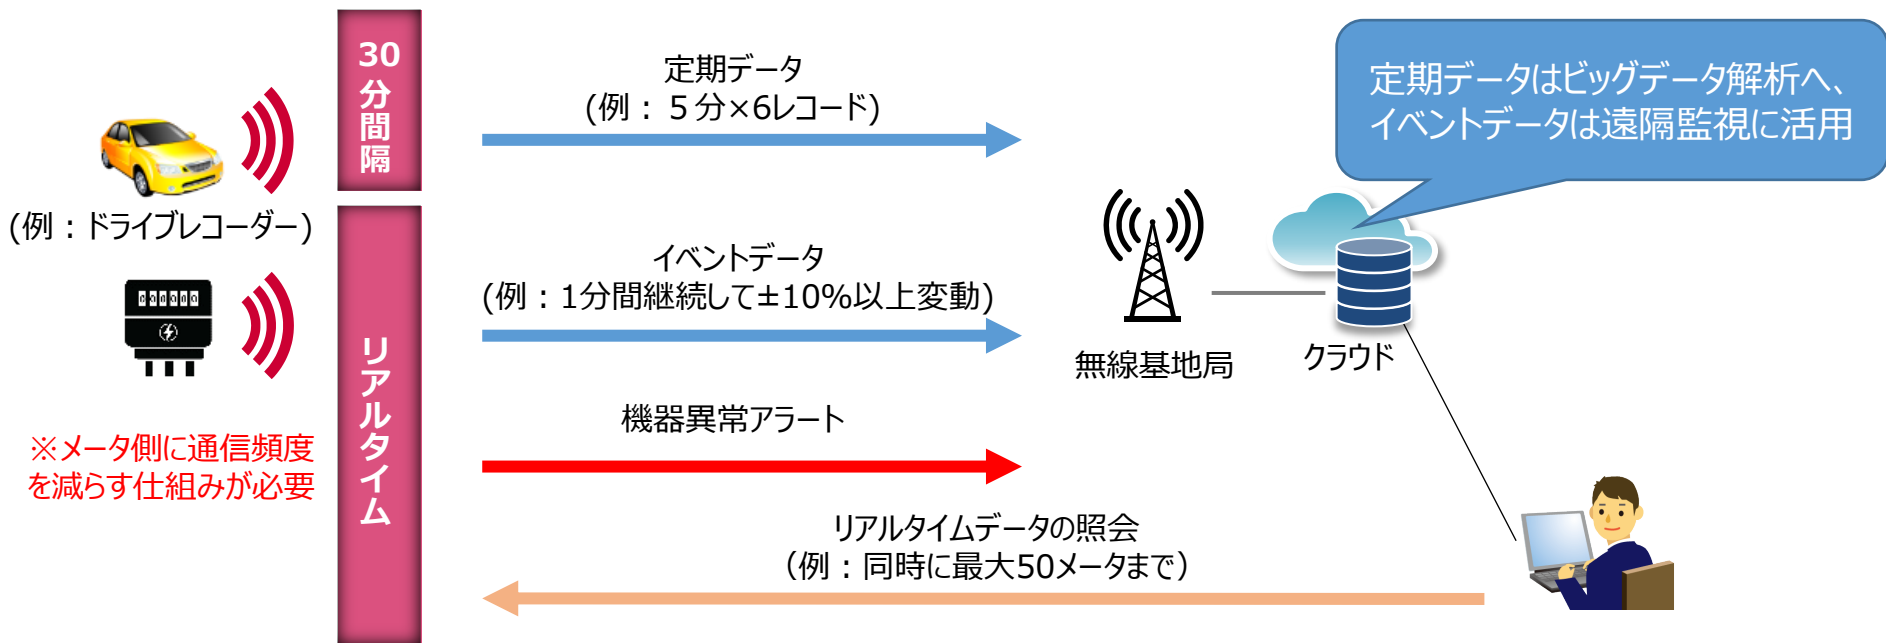 30分間隔
定期データ
(例：５分×6レコード)
定期データはビッグデータ解析へ、
イベントデータは遠隔監視に活用
(例：ドライブレコーダー)
リアルタイム
イベントデータ
(例：1分間継続して±10%以上変動)
無線基地局
クラウド
機器異常アラート
※メータ側に通信頻度
を減らす仕組みが必要
リアルタイムデータの照会
（例：同時に最大50メータまで）